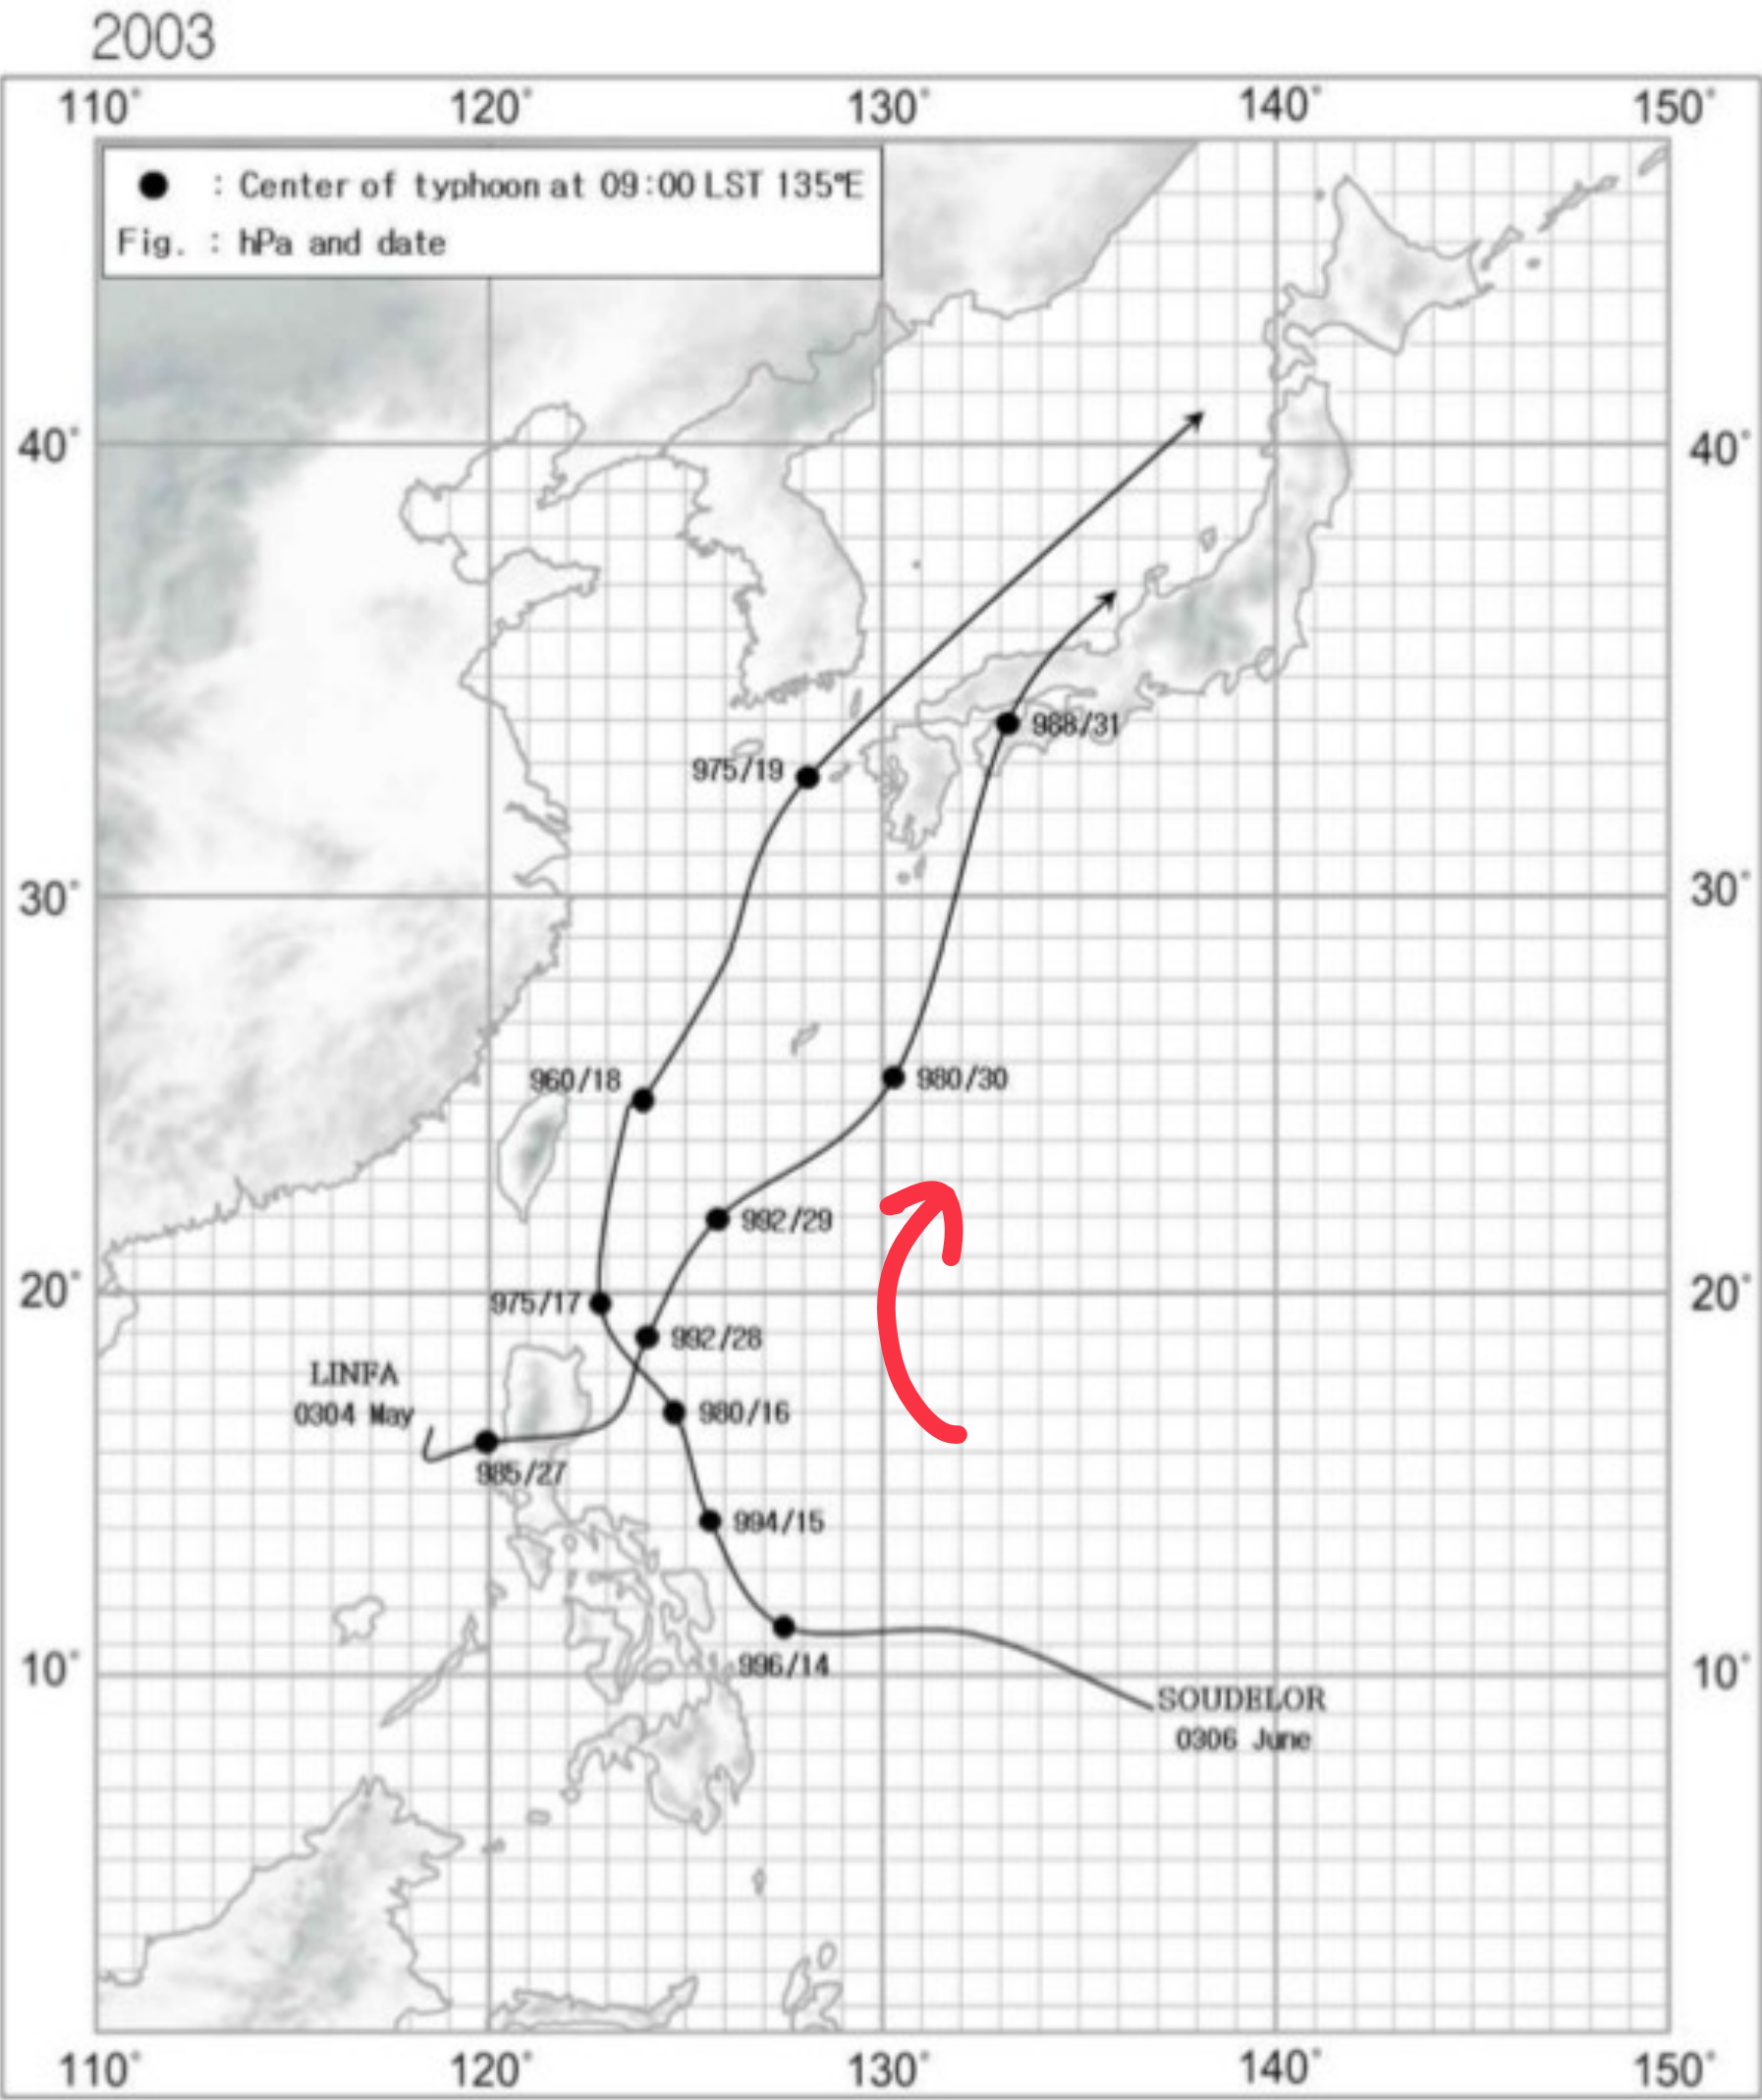 2003
110° 120° 130° 140° 150°
● : Center of typhoon at 09:00 LST 135°E
Fig. : hPa and date
40° 40°
988/31
975/19
30° 30°
960/18
980/30
992/29
20° 20°
975/17
992/28
LINFA
0304 May
980/16
985/27
994/15
996/14
10° 10°
SOUDELOR
0306 June
110° 120° 130° 140° 150°